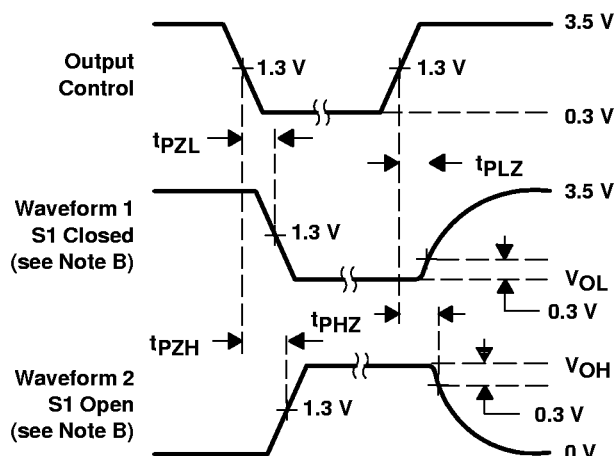 3.5 V
Output
Control
1.3 V
1.3 V
0.3 V
tPZL
tPLZ
Waveform 1
S1 Closed
(see Note B)
3.5 V
1.3 V
VOL
0.3 V
tPZH
tPHZ
Waveform 2
S1 Open
(see Note B)
VOH
1.3 V
0.3 V
0 V